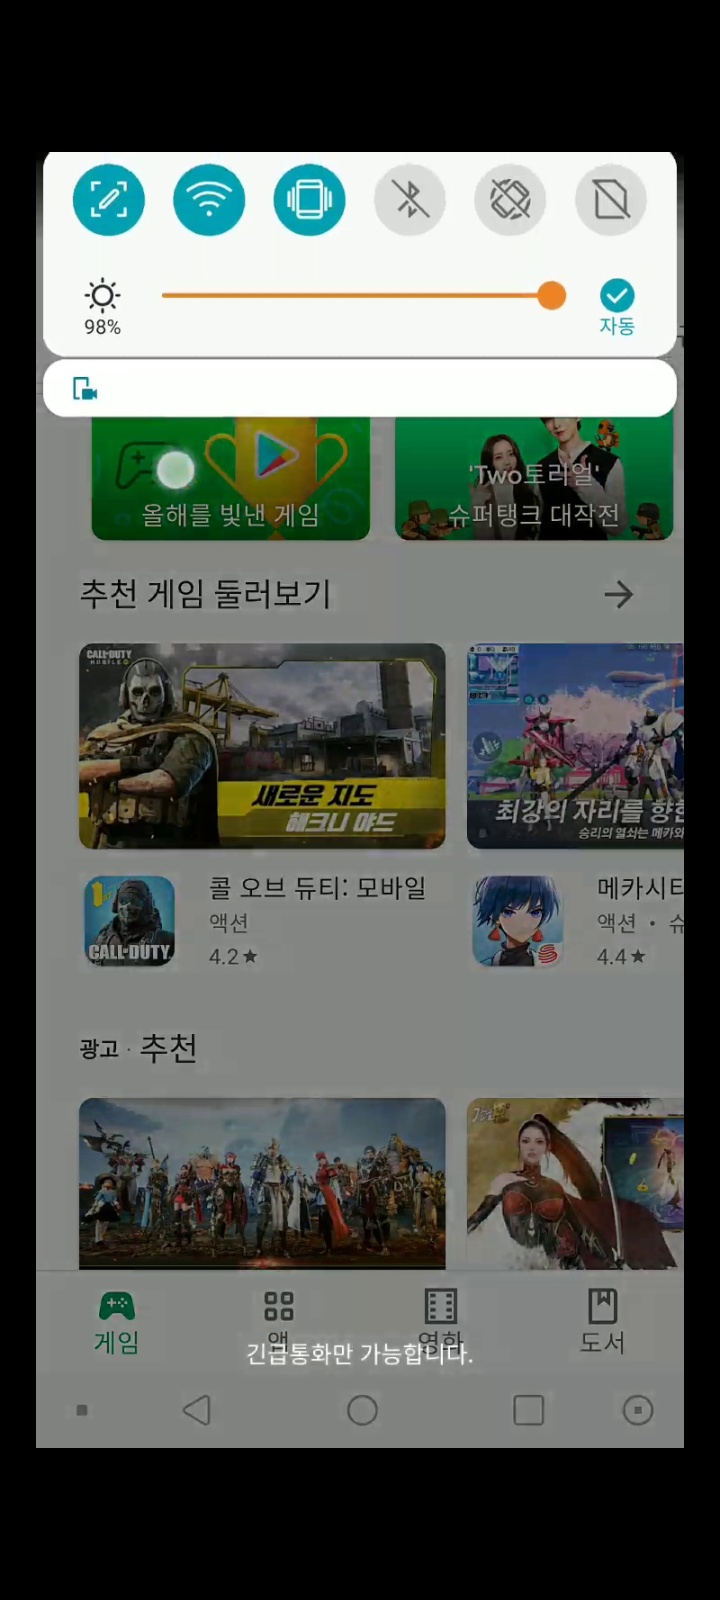 98%
자동
올해를 빛낸 게임
'Two토리얼'
슈퍼탱크 대작전
추천 게임 둘러보기
CALL·DUTY
MOBILE
새로운 지도
해크니 야드
최강의 자리를 향한
승리의 열쇠는 메카와
CALL·DUTY
콜 오브 듀티: 모바일
액션
4.2★
메카시티
액션 · 슈
4.4★
광고 · 추천
게임
앱
영화
도서
긴급통화만 가능합니다.